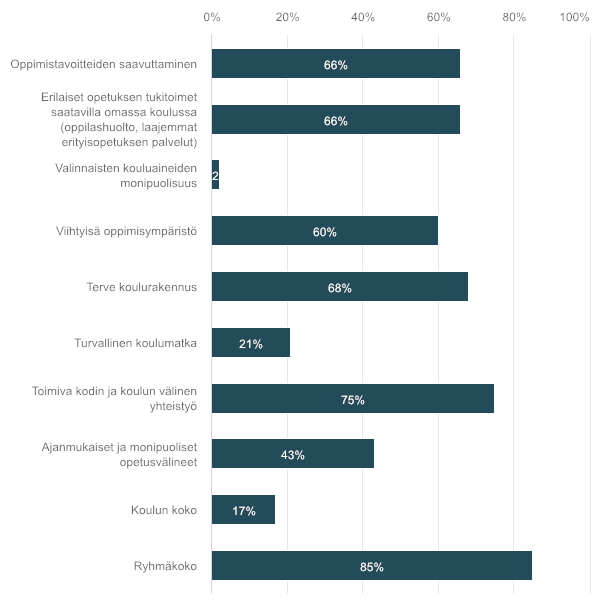 0% 20% 40% 60% 80% 100%
Oppimistavoitteiden saavuttaminen
66%
Erilaiset opetuksen tukitoimet
saatavilla omassa koulussa
(oppilashuolto, laajemmat
erityisopetuksen palvelut)
66%
Valinnaisten kouluaineiden
monipuolisuus
2
Viihtyisä oppimisympäristö
60%
Terve koulurakennus
68%
Turvallinen koulumatka
21%
Toimiva kodin ja koulun välinen
yhteistyö
75%
Ajanmukaiset ja monipuoliset
opetusvälineet
43%
Koulun koko
17%
Ryhmäkoko
85%